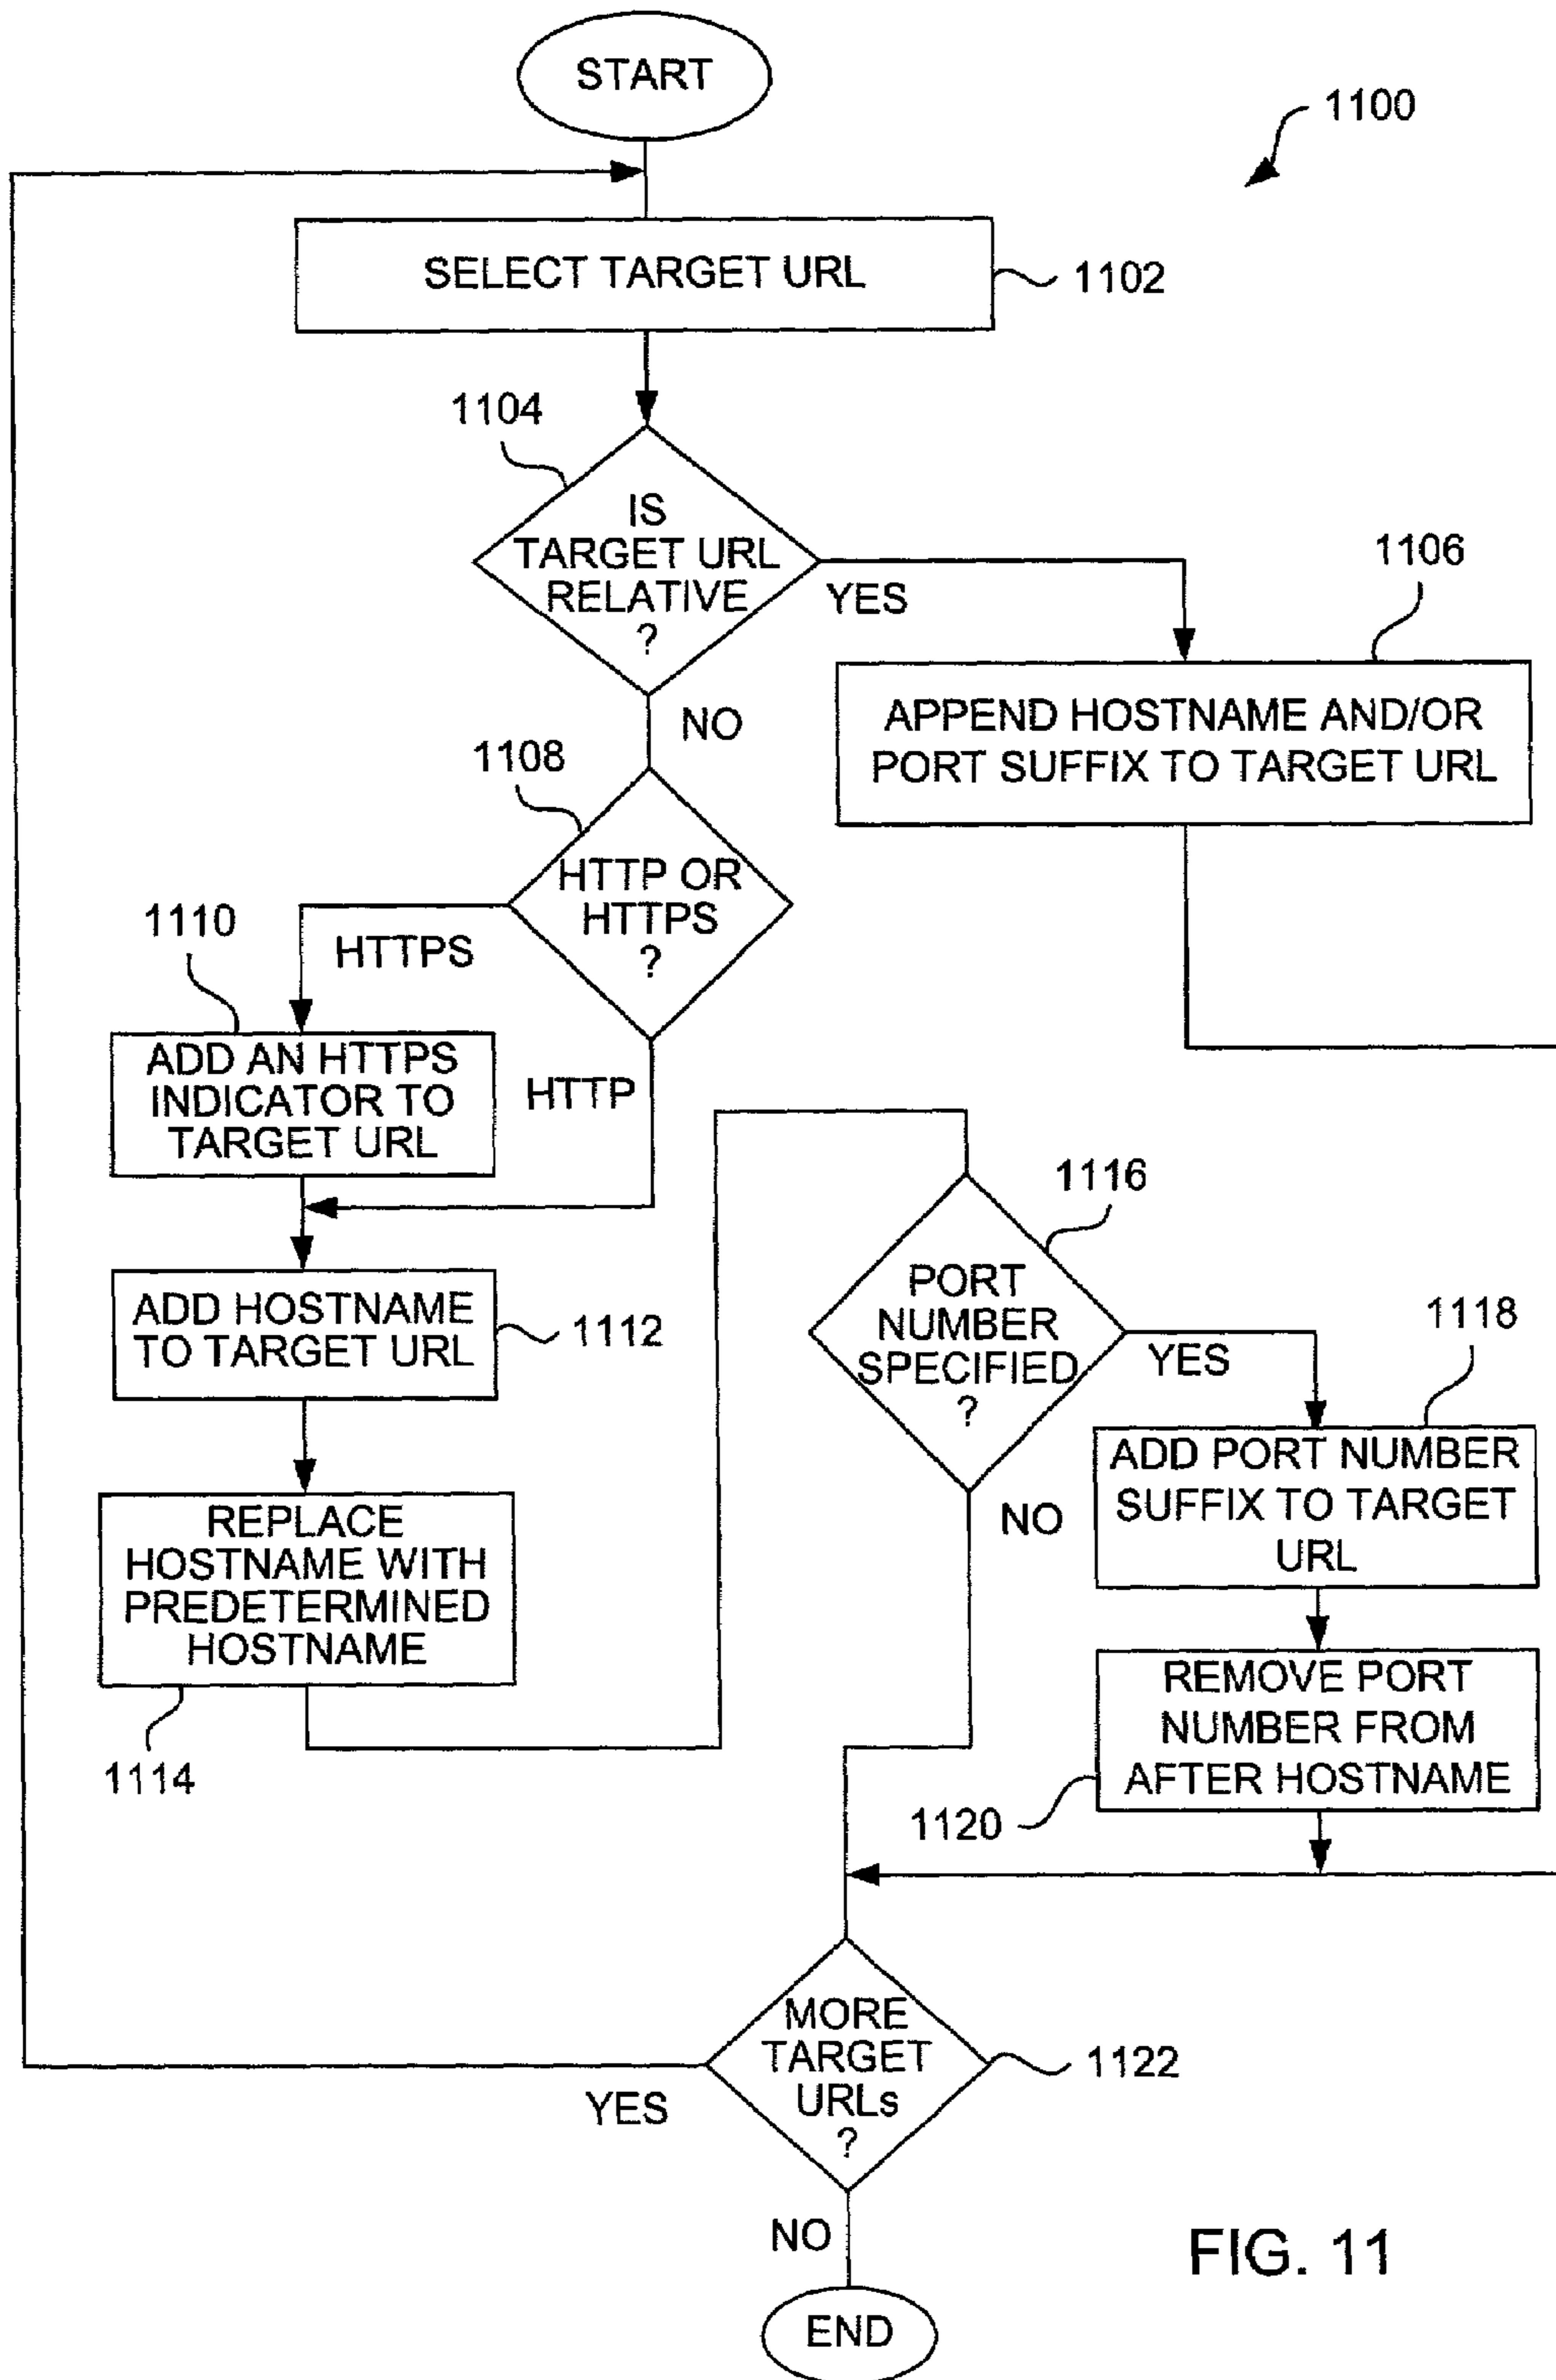 START
1100
SELECT TARGET URL
1102
1104
IS
TARGET URL
RELATIVE
?
YES
NO
1106
APPEND HOSTNAME AND/OR
PORT SUFFIX TO TARGET URL
1108
HTTP OR
HTTPS
?
HTTPS
HTTP
1110
ADD AN HTTPS
INDICATOR TO
TARGET URL
ADD HOSTNAME
TO TARGET URL
1112
REPLACE
HOSTNAME WITH
PREDETERMINED
HOSTNAME
1114
1116
PORT
NUMBER
SPECIFIED
?
YES
NO
1118
ADD PORT NUMBER
SUFFIX TO TARGET
URL
REMOVE PORT
NUMBER FROM
AFTER HOSTNAME
1120
MORE
TARGET
URLs
?
1122
YES
NO
END
FIG. 11